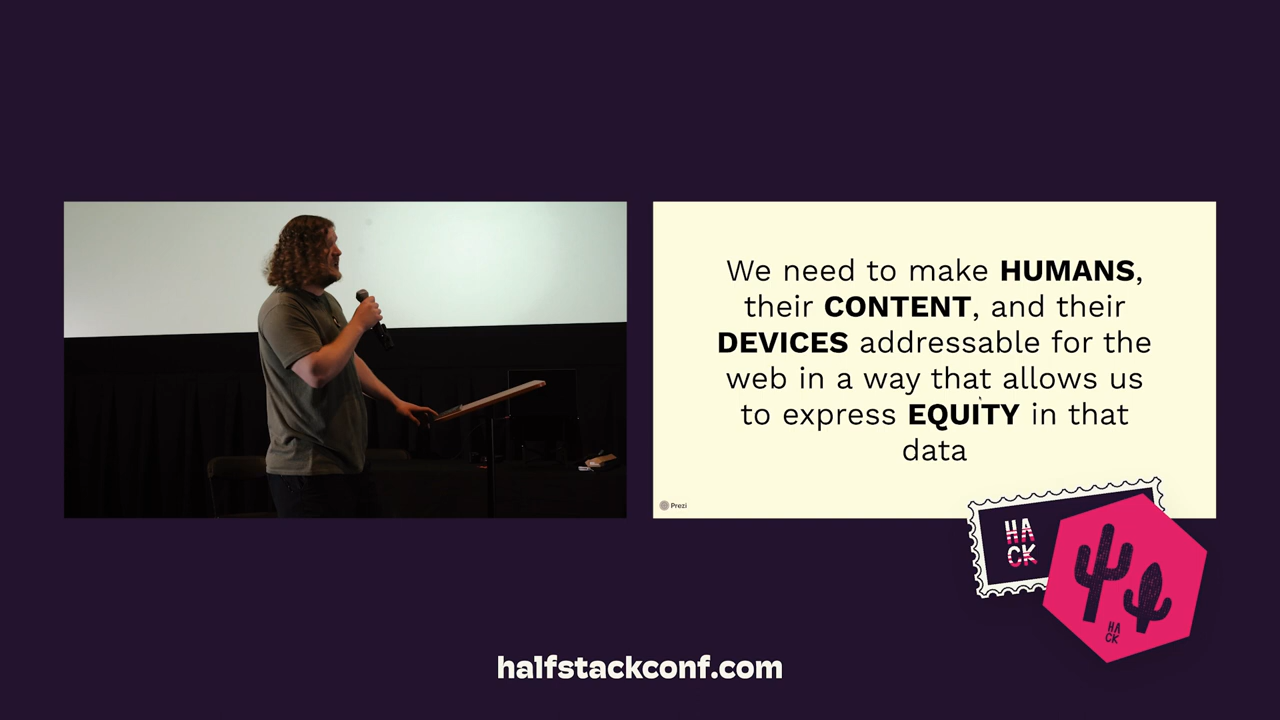 We need to make HUMANS,
their CONTENT, and their
DEVICES addressable for the
web in a way that allows us
to express EQUITY in that
data
Prezi
HA
CK
HA
CK
halfstackconf.com